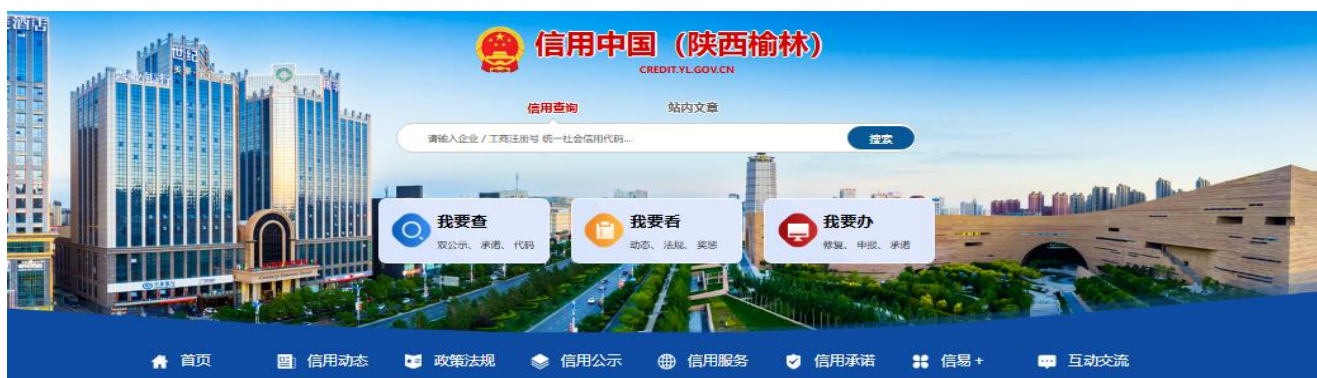 信用中国（陕西榆林）
CREDIT.YL.GOV.CN
信用查询
站内文章
请输入企业 / 工商注册号 统一社会信用代码...
搜索
我要查
双公示、承诺、代码
我要看
动态、法规、奖惩
我要办
修复、申报、承诺
首页
信用动态
政策法规
信用公示
信用服务
信用承诺
信易+
互动交流